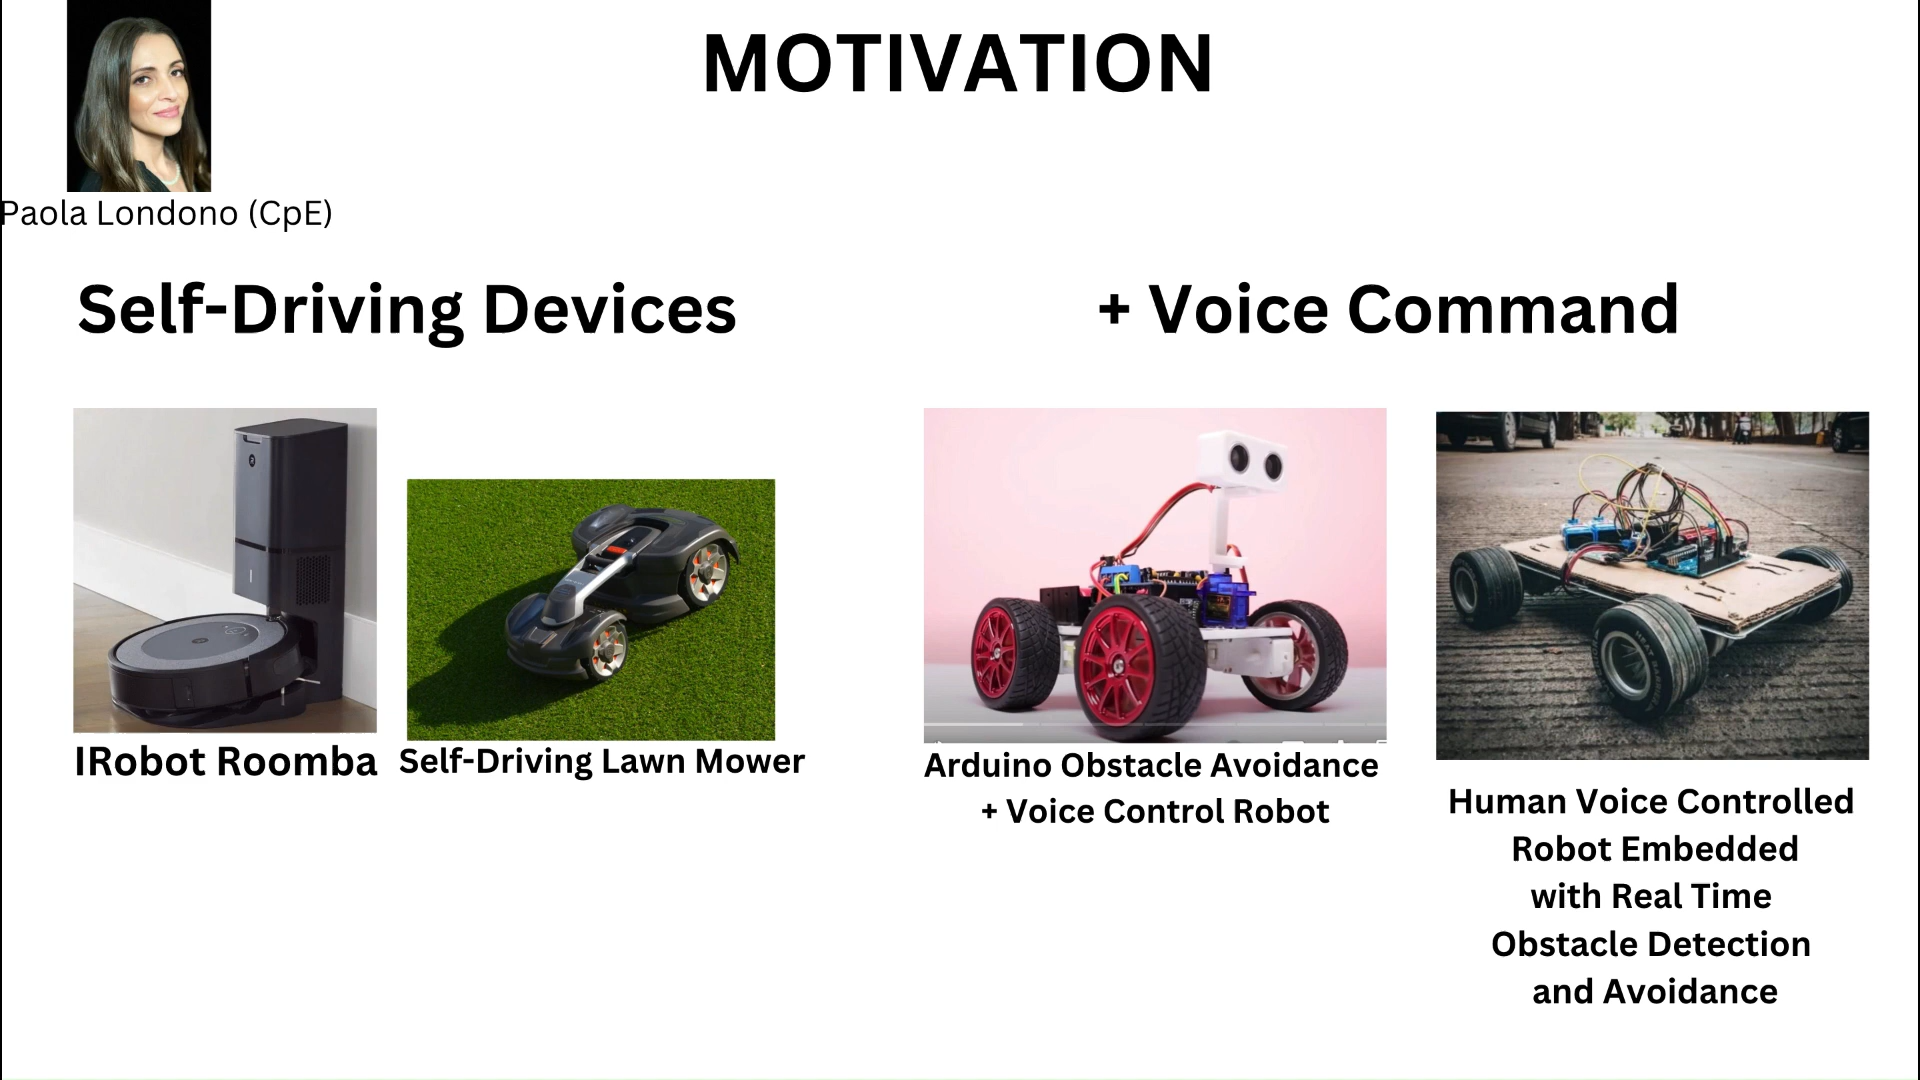 MOTIVATION
Paola Londono (CpE)
Self-Driving Devices
+ Voice Command
IRobot Roomba
Self-Driving Lawn Mower
Arduino Obstacle Avoidance
+ Voice Control Robot
Human Voice Controlled
Robot Embedded
with Real Time
Obstacle Detection
and Avoidance